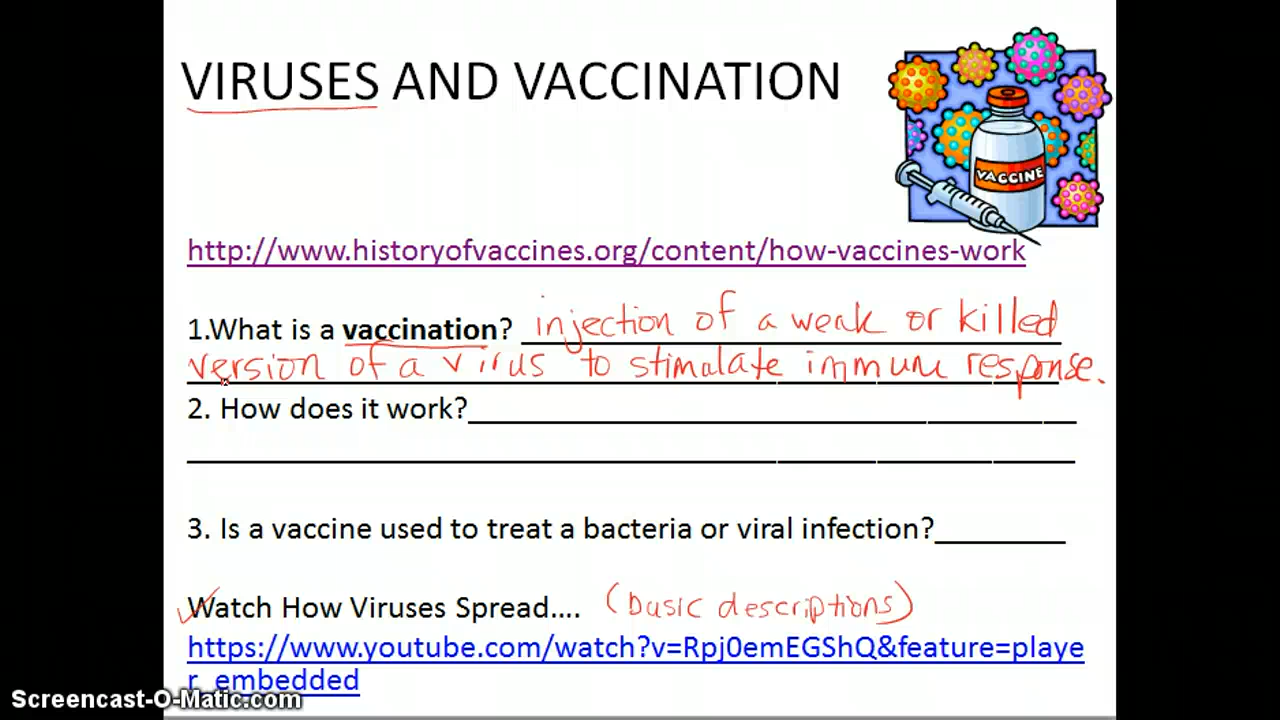 VIRUSES AND VACCINATION
VACCINE
http://www.historyofvaccines.org/content/how-vaccines-work
1.What is a vaccination? injection of a weak or killed
version of a virus to stimulate immune response.
2. How does it work?
3. Is a vaccine used to treat a bacteria or viral infection?
Watch How Viruses Spread.... (basic descriptions)
https://www.youtube.com/watch?v=Rpj0emEGShQ&feature=playe
r_embedded
Screencast-O-Matic.com